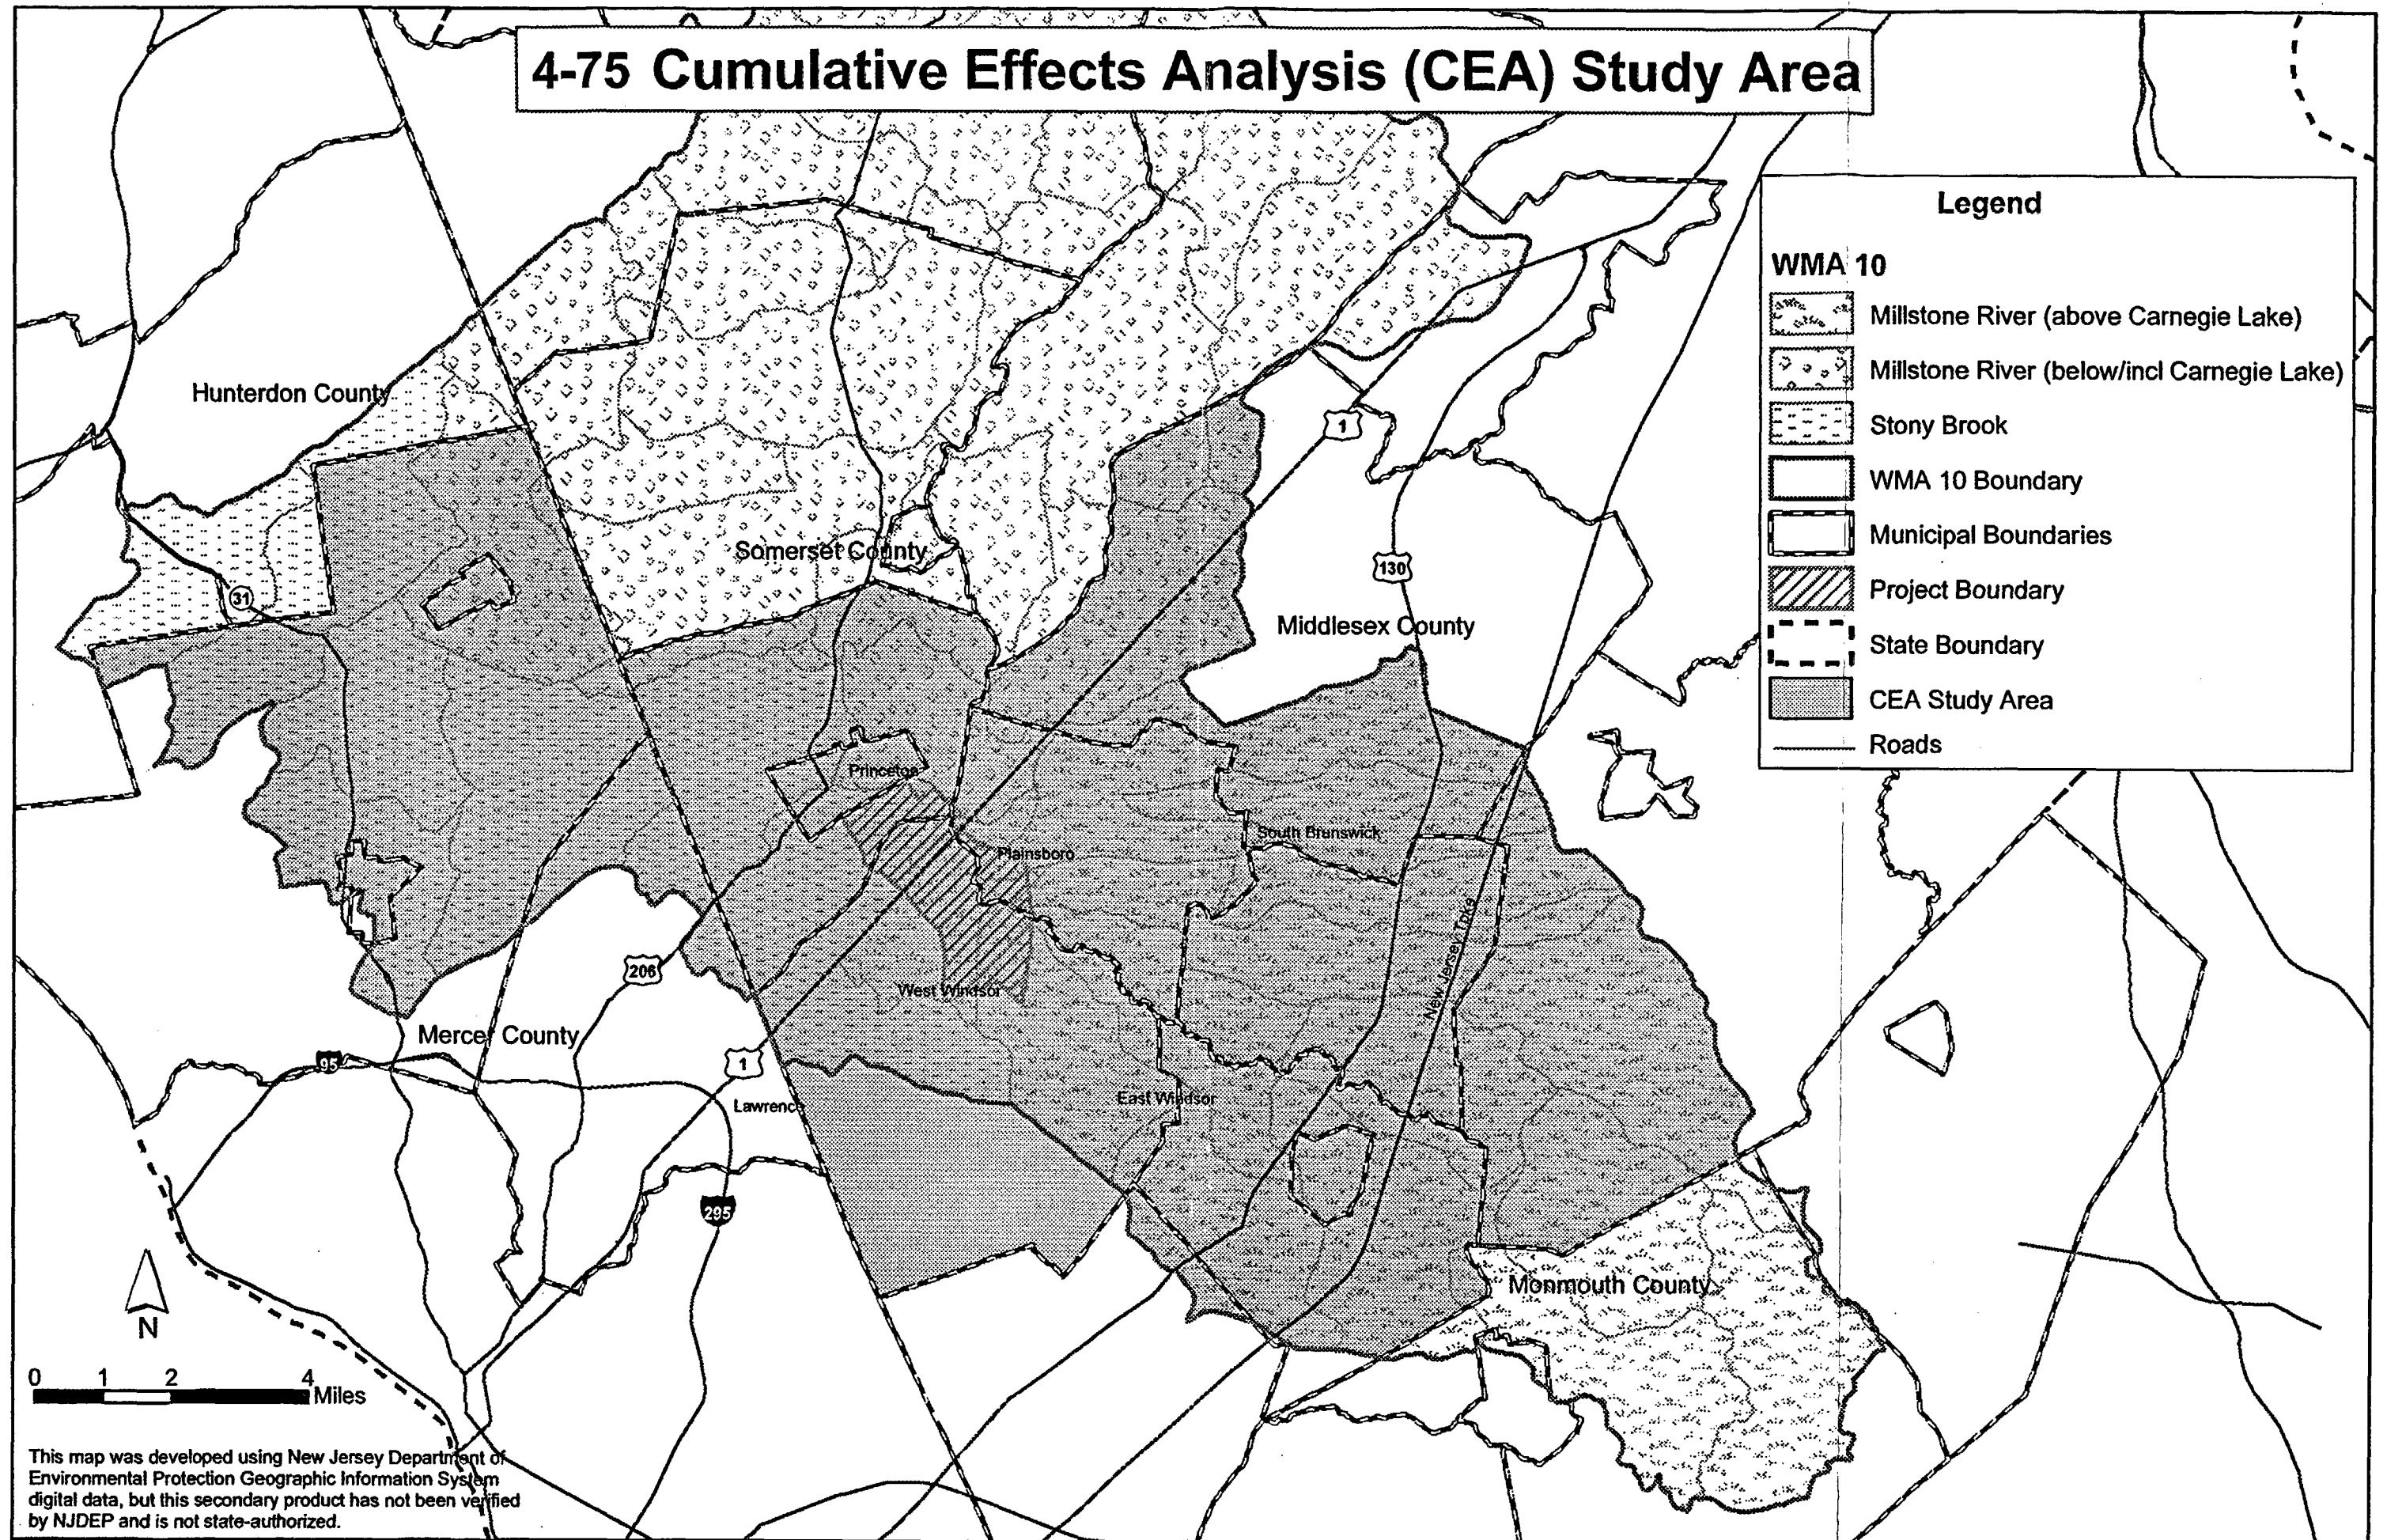 4-75 Cumulative Effects Analysis (CEA) Study Area
Legend
WMA 10
Millstone River (above Carnegie Lake)
Millstone River (below/incl Carnegie Lake)
Stony Brook
WMA 10 Boundary
Municipal Boundaries
Project Boundary
State Boundary
CEA Study Area
Roads
Hunterdon County
1
Somerset County
130
31
Middlesex County
Princeton
South Brunswick
Plainsboro
New Jersey Tpke
206
West Windsor
Mercer County
95
1
Lawrence
East Windsor
295
Monmouth County
N
0 1 2 4
Miles
This map was developed using New Jersey Department of
Environmental Protection Geographic Information System
digital data, but this secondary product has not been verified
by NJDEP and is not state-authorized.